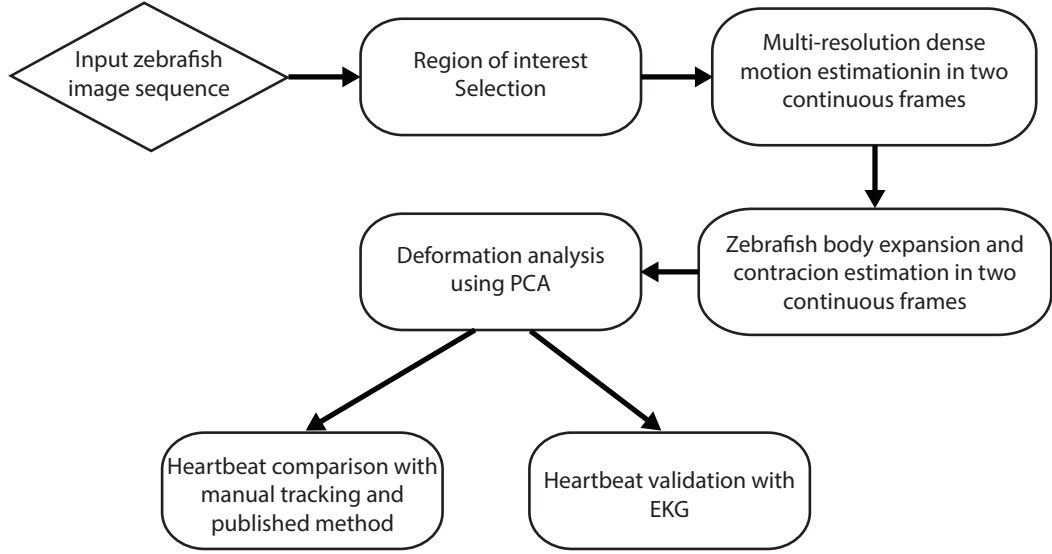 Input zebrafish
image sequence
Region of interest
Selection
Multi-resolution dense
motion estimationin in two
continuous frames
Zebrafish body expansion and
contracion estimation in two
continuous frames
Deformation analysis
using PCA
Heartbeat comparison with
manual tracking and
published method
Heartbeat validation with
EKG